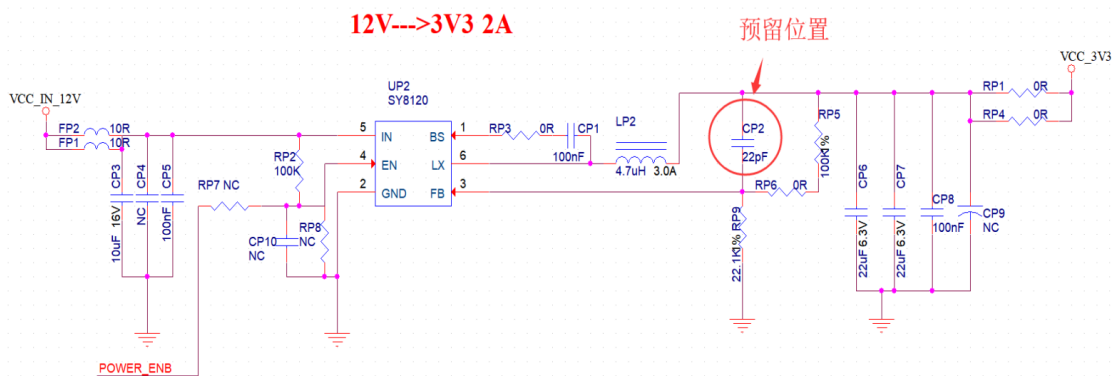 12V--->3V3 2A
预留位置
VCC_3V3
VCC_IN_12V
UP2
SY8120
FP2 10R
FP1 10R
5 IN BS 1
4 EN LX 6
2 GND FB 3
RP3 0R CP1
100nF
LP2
4.7uH 3.0A
CP2
22pF
RP5
100K1%
RP1 0R
RP4 0R
CP3
10uF 16V
CP4
NC
CP5
100nF
RP2
100K
RP7 NC
CP10
NC
RP8
NC
RP6 0R
RP9
22.1K1%
CP6
22uF 6.3V
CP7
22uF 6.3V
CP8
100nF
CP9
NC
POWER_ENB